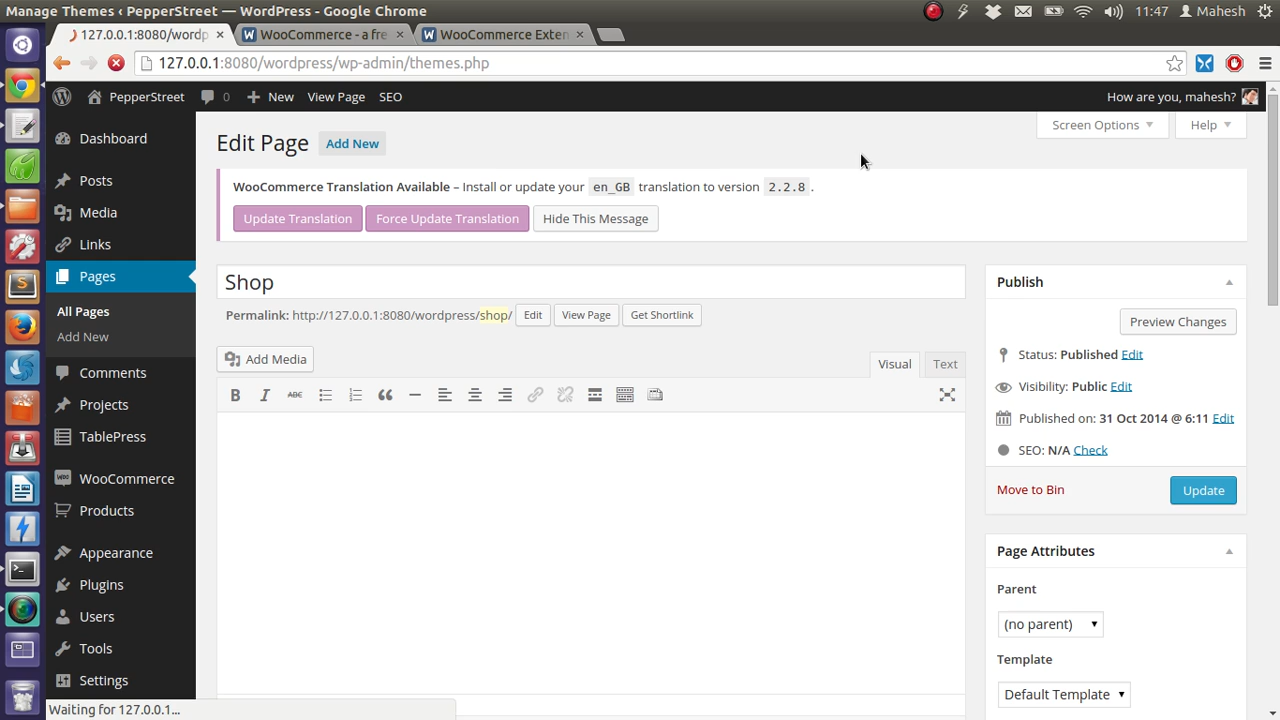 Manage Themes ‹ PepperStreet — WordPress - Google Chrome
11:47 Mahesh
127.0.0.1:8080/wordp × WooCommerce - a fre × WooCommerce Exten ×
127.0.0.1:8080/wordpress/wp-admin/themes.php
PepperStreet 0 New View Page SEO How are you, mahesh?
Screen Options Help
Edit Page Add New
WooCommerce Translation Available – Install or update your en_GB translation to version 2.2.8 .
Update Translation Force Update Translation Hide This Message
Dashboard
Posts
Media
Links
Pages
All Pages
Add New
Comments
Projects
TablePress
WooCommerce
Products
Appearance
Plugins
Users
Tools
Settings
Shop
Permalink: http://127.0.0.1:8080/wordpress/shop/ Edit View Page Get Shortlink
Add Media
Visual Text
B I ABC
Publish
Preview Changes
Status: Published Edit
Visibility: Public Edit
Published on: 31 Oct 2014 @ 6:11 Edit
SEO: N/A Check
Move to Bin Update
Page Attributes
Parent
(no parent)
Template
Default Template
Waiting for 127.0.0.1...